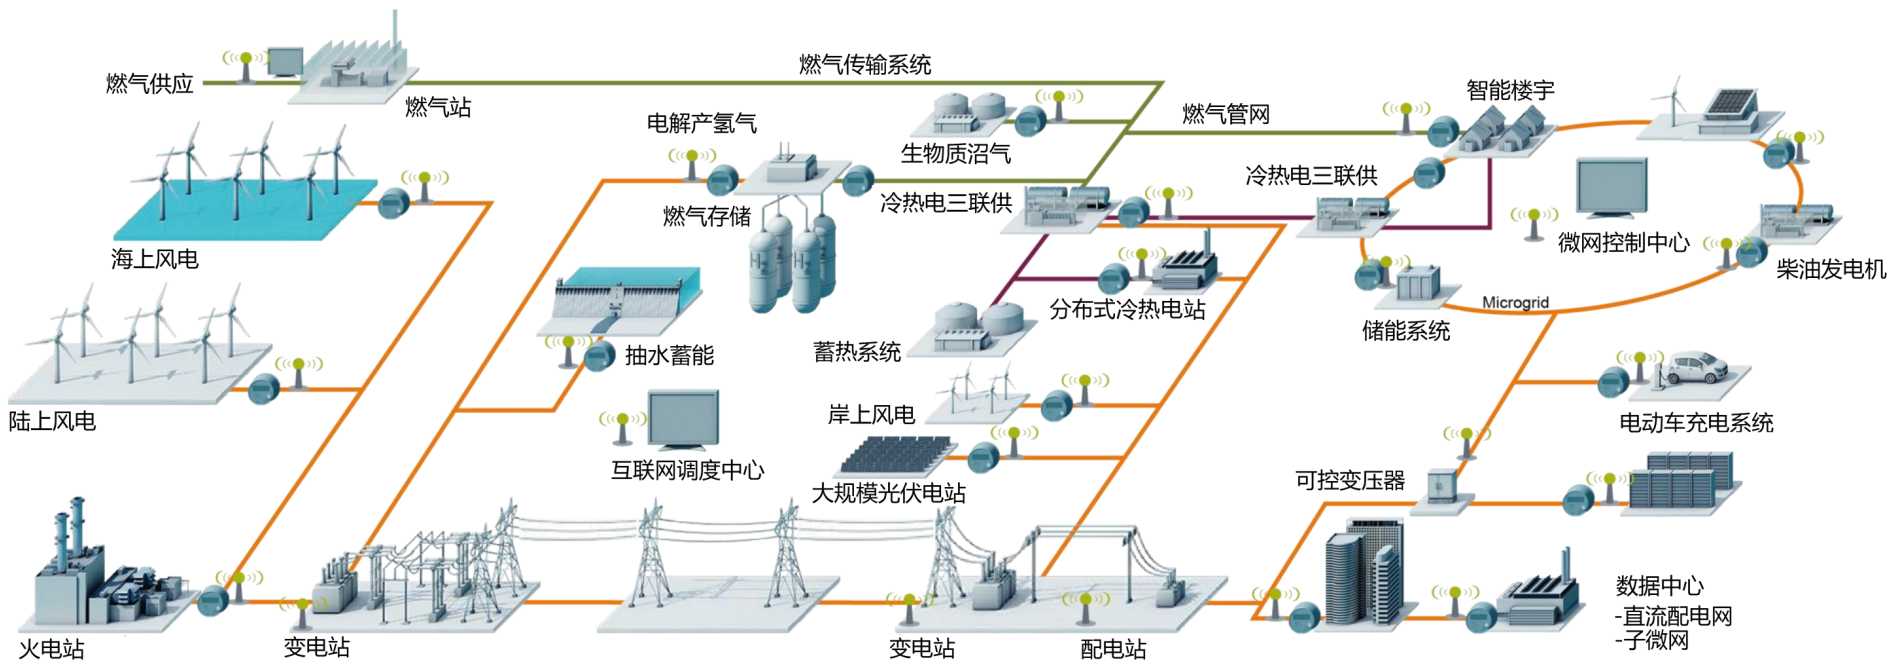 燃气供应
燃气站
燃气传输系统
电解产氢气
生物质沼气
燃气管网
智能楼宇
海上风电
燃气存储
冷热电三联供
冷热电三联供
微网控制中心
柴油发电机
H₂
H₂
分布式冷热电站
Microgrid
储能系统
抽水蓄能
蓄热系统
陆上风电
岸上风电
电动车充电系统
互联网调度中心
大规模光伏电站
可控变压器
火电站
变电站
变电站
配电站
数据中心
-直流配电网
-子微网